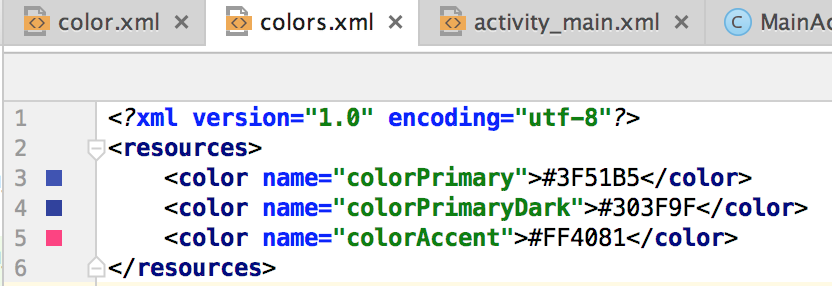 color.xml × colors.xml × activity_main.xml × MainAc
1 <?xml version="1.0" encoding="utf-8"?>
2 <resources>
3 <color name="colorPrimary">#3F51B5</color>
4 <color name="colorPrimaryDark">#303F9F</color>
5 <color name="colorAccent">#FF4081</color>
6 </resources>